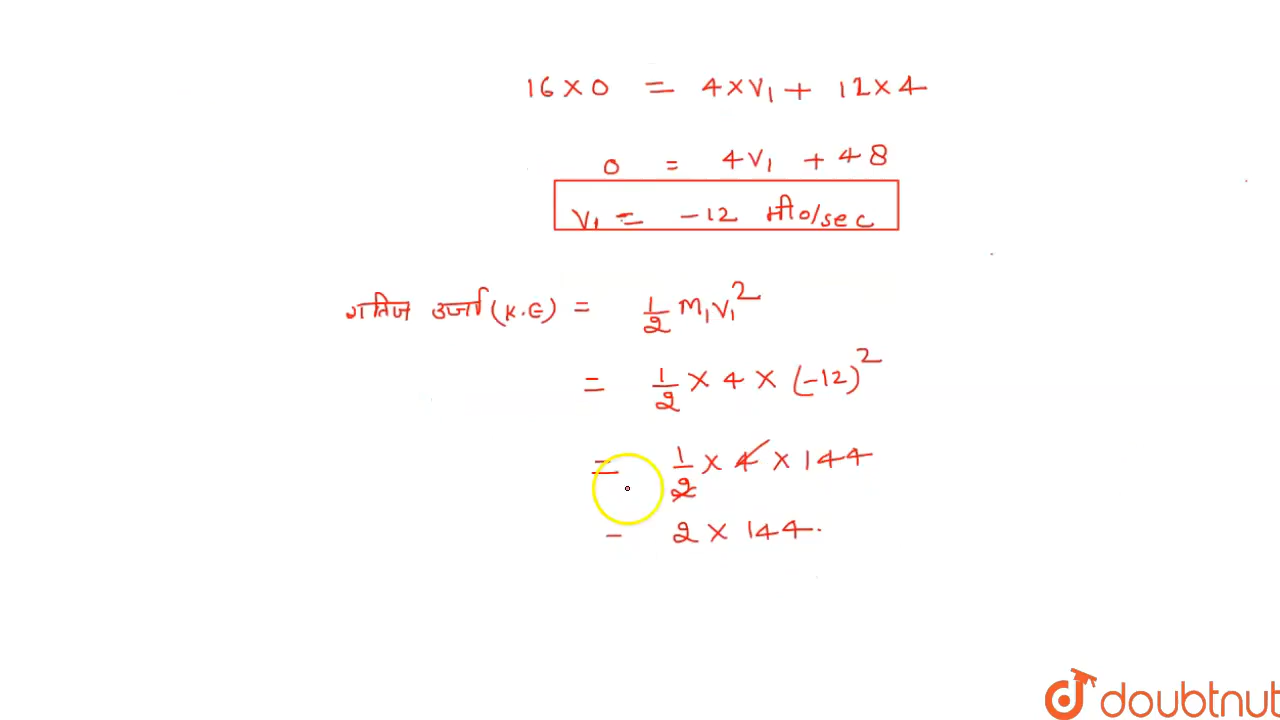 16 × 0 = 4 × V₁ + 12 × 4
0 = 4V₁ + 48
V₁ = -12 मी०/sec
गतिज उर्जा (K.E) = 1/2 M₁V₁²
= 1/2 × 4 × (-12)²
= 1/2 × 4 × 144
- 2 × 144.
doubtnut